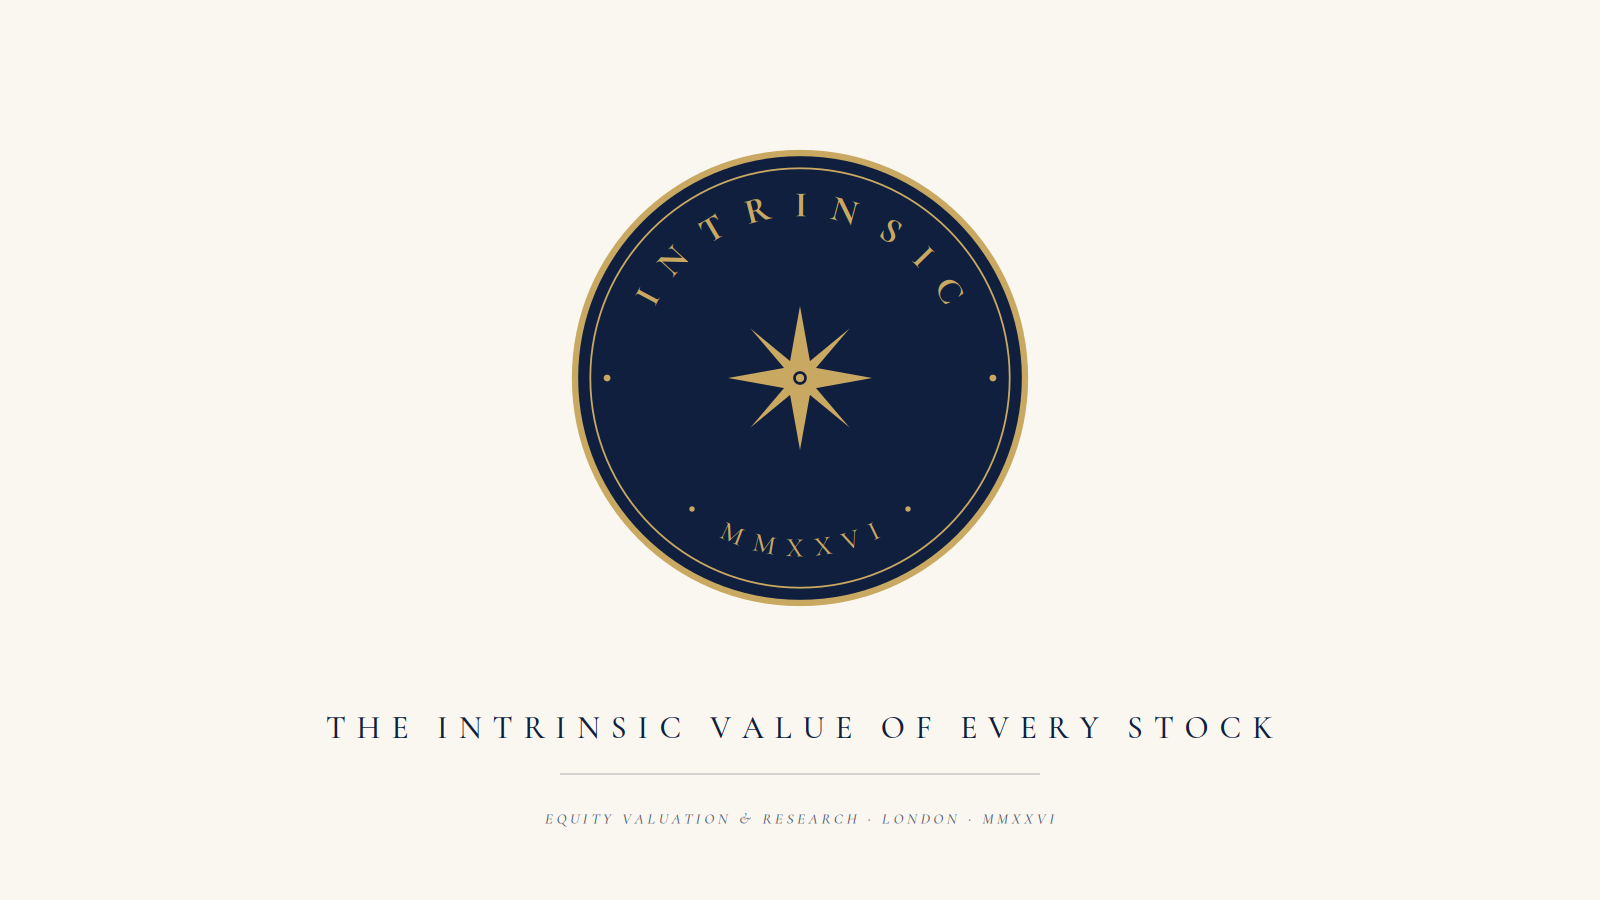 INTRINSIC
MMXXVI
THE INTRINSIC VALUE OF EVERY STOCK
EQUITY VALUATION & RESEARCH · LONDON · MMXXVI